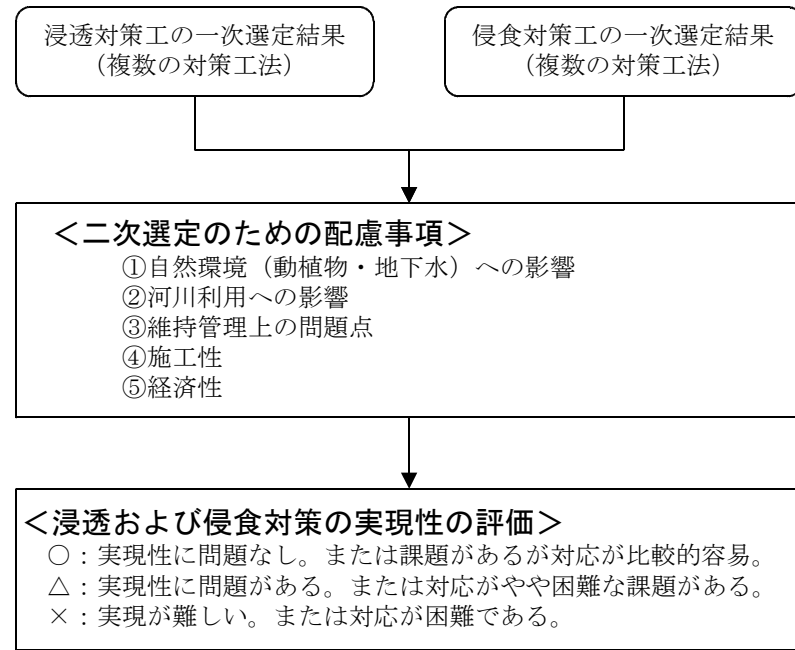 浸透対策工の一次選定結果
(複数の対策工法)
侵食対策工の一次選定結果
(複数の対策工法)
＜二次選定のための配慮事項＞
①自然環境（動植物・地下水）への影響
②河川利用への影響
③維持管理上の問題点
④施工性
⑤経済性
＜浸透および侵食対策の実現性の評価＞
○：実現性に問題なし。または課題があるが対応が比較的容易。
△：実現性に問題がある。または対応がやや困難な課題がある。
×：実現が難しい。または対応が困難である。